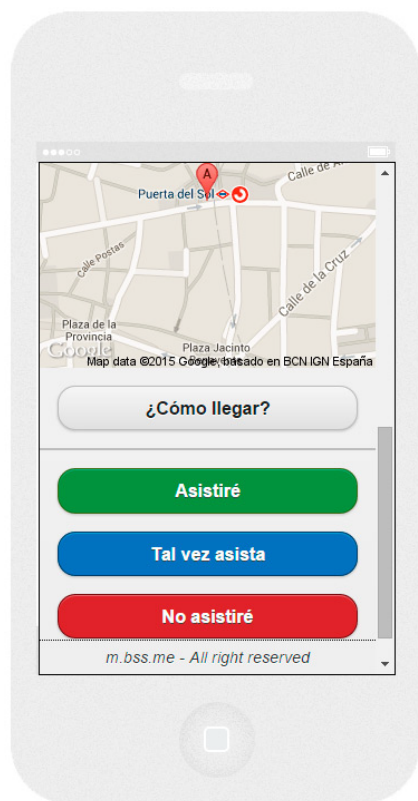 A
Calle de
Puerta del Sol
Calle Postas
Calle de la Cruz
Plaza de la
Provincia
Plaza Jacinto
Google
Map data ©2015 Google, basado en BCN IGN España
¿Cómo llegar?
Asistiré
Tal vez asista
No asistiré
m.bss.me - All right reserved